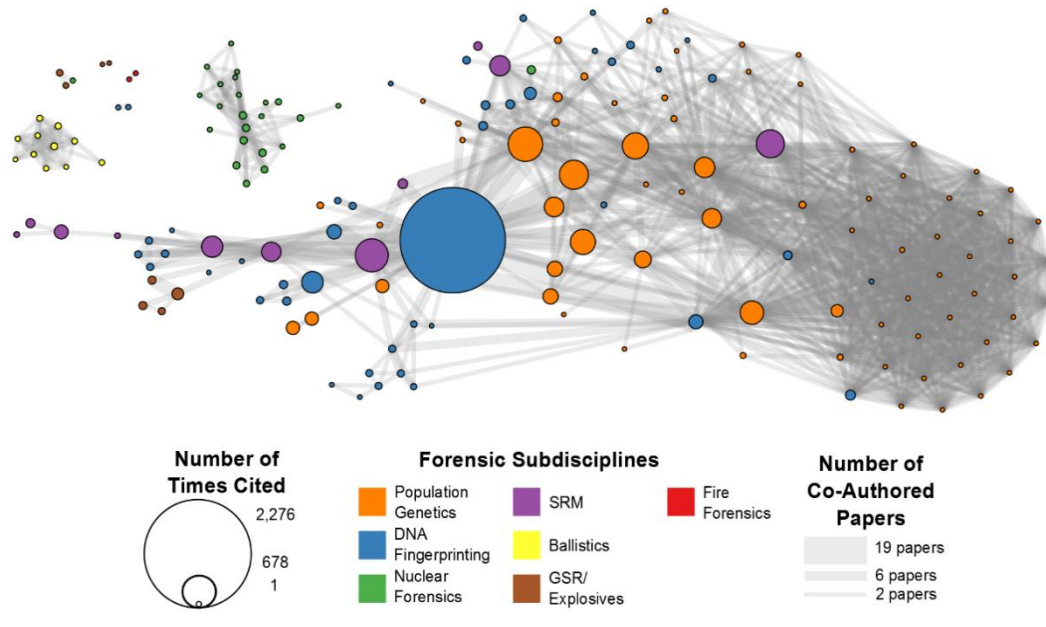 Number of
Times Cited
2,276
678
1
Forensic Subdisciplines
Population
Genetics
DNA
Fingerprinting
Nuclear
Forensics
SRM
Ballistics
GSR/
Explosives
Fire
Forensics
Number of
Co-Authored
Papers
19 papers
6 papers
2 papers